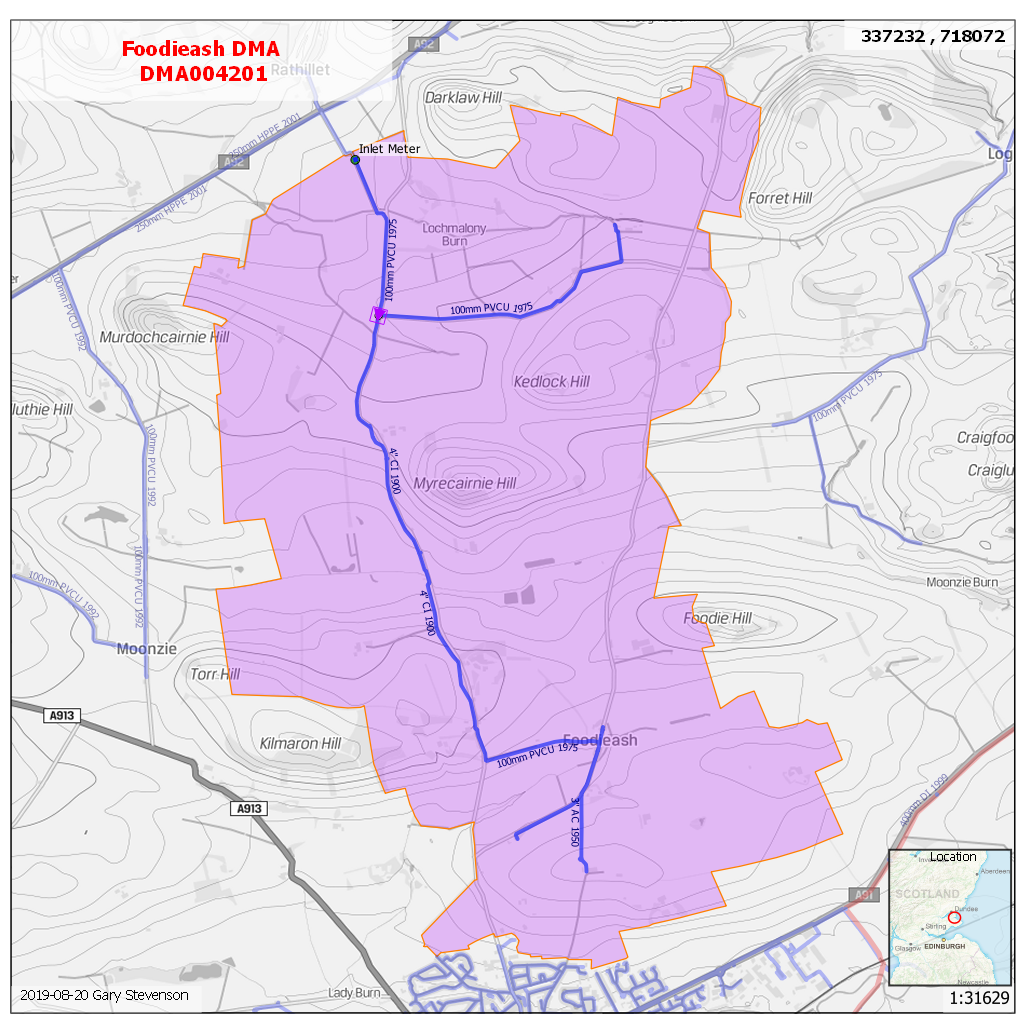 Foodieash DMA
DMA004201
337232 , 718072
A92
Rathillet
Darklaw Hill
250mm HPPE 2001
Inlet Meter
A92
Log
Forret Hill
250mm HPPE 2001
100mm PVCU 1975
Lochmalony
Burn
100mm PVCU 1992
100mm PVCU 1975
Murdochcairnie Hill
Kedlock Hill
100mm PVCU 1975
luthie Hill
100mm PVCU 1992
Craigfoo
Craiglu
4" CI 1900
Myrecairnie Hill
100mm PVCU 1992
100mm PVCU 1992
Moonzie Burn
4" CI 1900
Foodie Hill
Moonzie
Torr Hill
A913
Kilmaron Hill
Foodieash
100mm PVCU 1975
A913
3" AC 1950
400mm DI 1999
Location
Aberdeen
SCOTLAND
A91
Dundee
Stirling
Glasgow
EDINBURGH
Newcastle
2019-08-20 Gary Stevenson
Lady Burn
1:31629